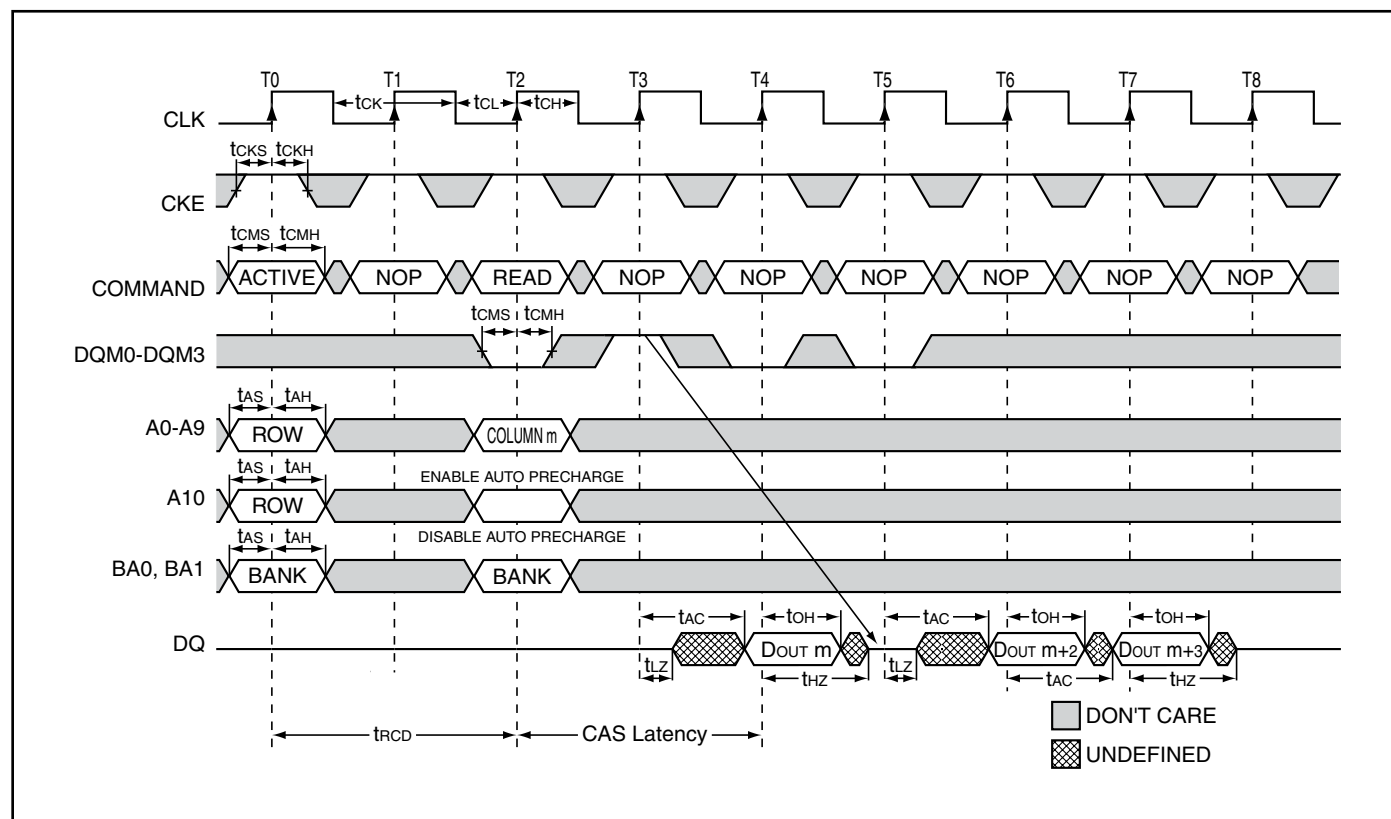 T0 T1 T2 T3 T4 T5 T6 T7 T8
tCK tCL tCH
CLK
tCKS tCKH
CKE
tCMS tCMH
COMMAND ACTIVE NOP READ NOP NOP NOP NOP NOP NOP
tCMS tCMH
DQM0-DQM3
tAS tAH
A0-A9 ROW COLUMN m
tAS tAH ENABLE AUTO PRECHARGE
A10 ROW
tAS tAH DISABLE AUTO PRECHARGE
BA0, BA1 BANK BANK
tAC tOH tAC tOH tOH
DQ DOUT m DOUT m+2 DOUT m+3
tLZ tHZ tLZ tAC tHZ
tRCD CAS Latency
DON'T CARE
UNDEFINED